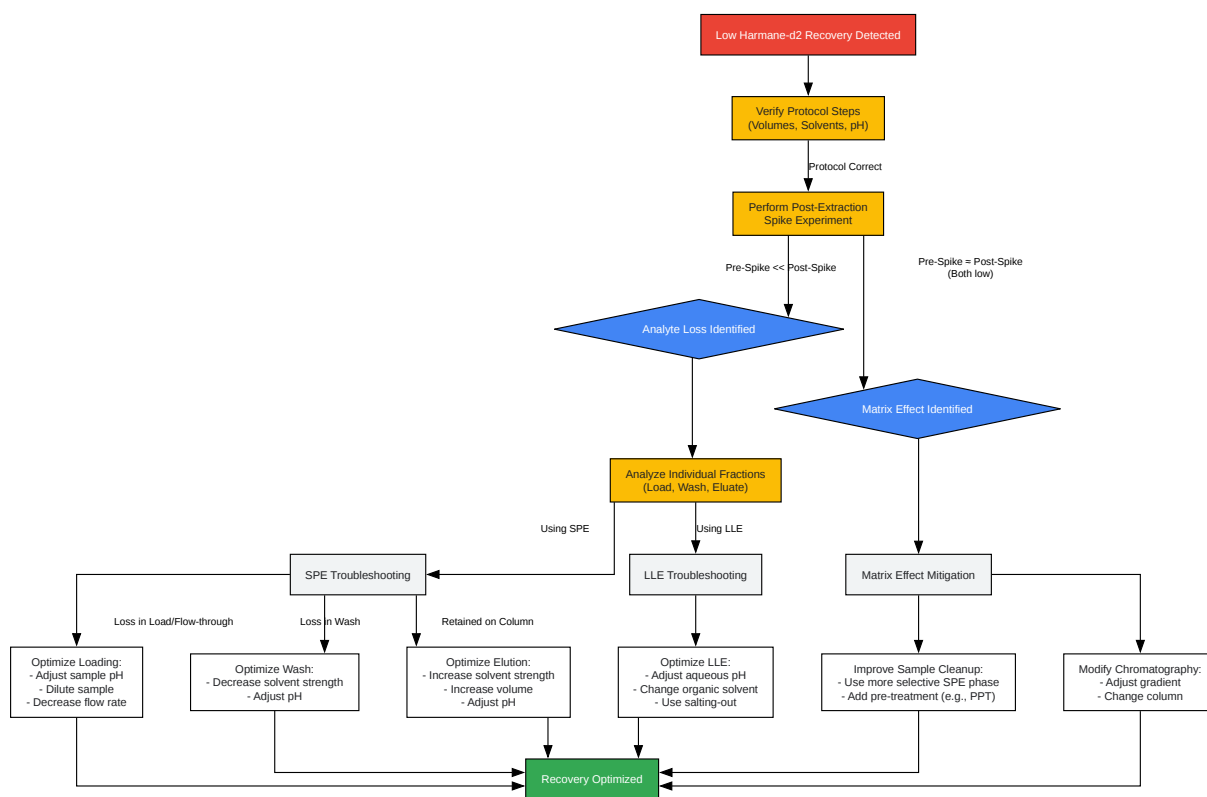 Low Harmane-d2 Recovery Detected
Verify Protocol Steps
(Volumes, Solvents, pH)
Protocol Correct
Perform Post-Extraction
Spike Experiment
Pre-Spike << Post-Spike
Pre-Spike = Post-Spike
(Both low)
Analyte Loss Identified
Matrix Effect Identified
Analyze Individual Fractions
(Load, Wash, Eluate)
Using SPE
Using LLE
SPE Troubleshooting
LLE Troubleshooting
Matrix Effect Mitigation
Loss in Load/Flow-through
Loss in Wash
Retained on Column
Optimize Loading:
- Adjust sample pH
- Dilute sample
- Decrease flow rate
Optimize Wash:
- Decrease solvent strength
- Adjust pH
Optimize Elution:
- Increase solvent strength
- Increase volume
- Adjust pH
Optimize LLE:
- Adjust aqueous pH
- Change organic solvent
- Use salting-out
Improve Sample Cleanup:
- Use more selective SPE phase
- Add pre-treatment (e.g., PPT)
Modify Chromatography:
- Adjust gradient
- Change column
Recovery Optimized